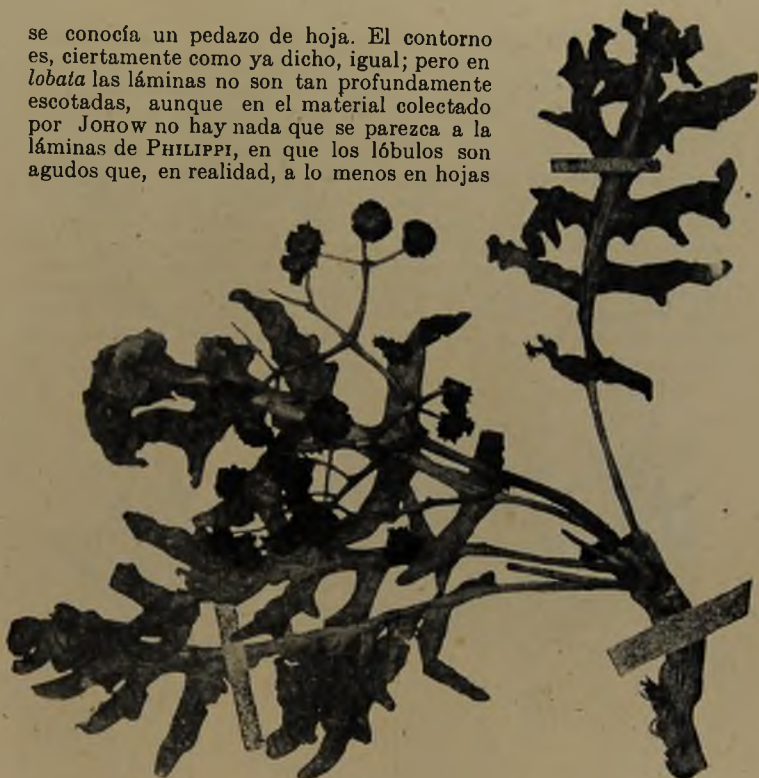 se conocía un pedazo de hoja. El contorno
es, ciertamente como ya dicho, igual; pero en
lobata las láminas no son tan profundamente
escotadas, aunque en el material colectado
por JOHOW no hay nada que se parezca a la
láminas de PHILIPPI, en que los lóbulos son
agudos que, en realidad, a lo menos en hojas